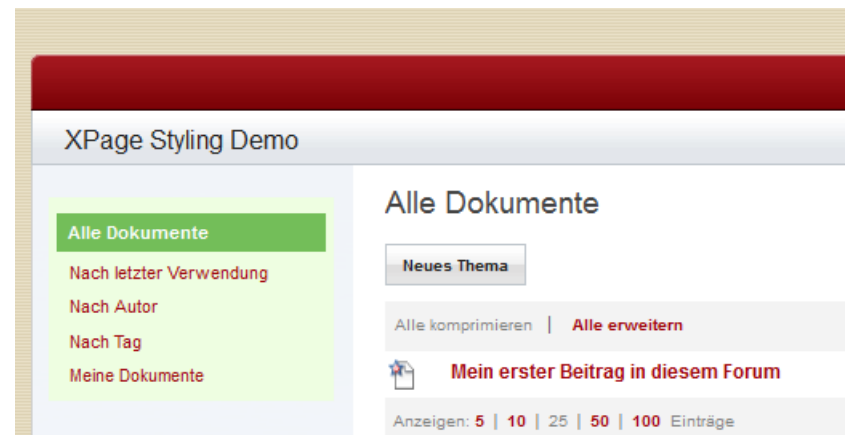 XPage Styling Demo
Alle Dokumente
Nach letzter Verwendung
Nach Autor
Nach Tag
Meine Dokumente
Alle Dokumente
Neues Thema
Alle komprimieren | Alle erweitern
Mein erster Beitrag in diesem Forum
Anzeigen: 5 | 10 | 25 | 50 | 100 Einträge